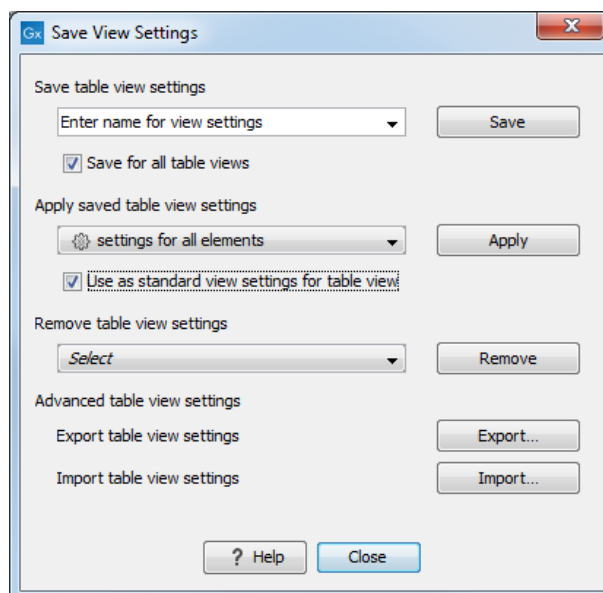 Gx Save View Settings
Save table view settings
Enter name for view settings Save
Save for all table views
Apply saved table view settings
settings for all elements Apply
Use as standard view settings for table view
Remove table view settings
Select Remove
Advanced table view settings
Export table view settings Export...
Import table view settings Import...
? Help Close